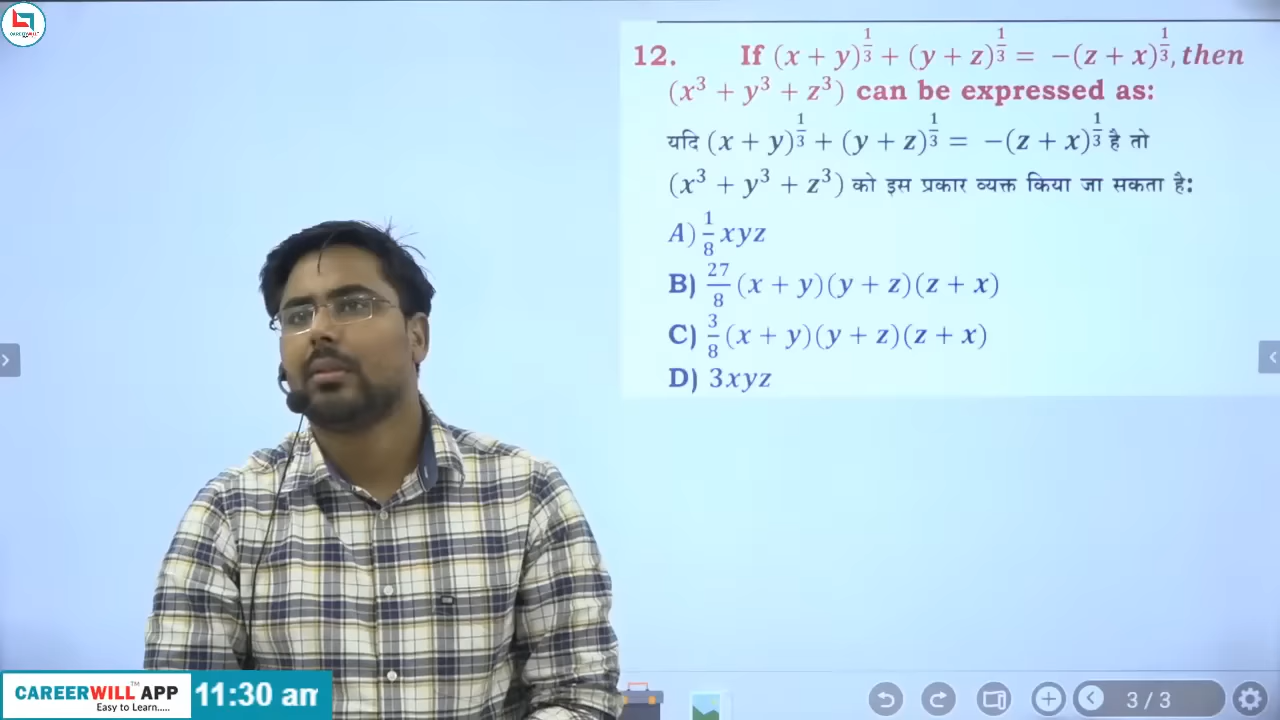 CAREERWILL
12. If (x + y)^{1/3} + (y + z)^{1/3} = −(z + x)^{1/3}, then
(x³ + y³ + z³) can be expressed as:
यदि (x + y)^{1/3} + (y + z)^{1/3} = −(z + x)^{1/3} है तो
(x³ + y³ + z³) को इस प्रकार व्यक्त किया जा सकता है:
A) 1/8 xyz
B) 27/8 (x + y)(y + z)(z + x)
C) 3/8 (x + y)(y + z)(z + x)
D) 3xyz
CAREERWILL™ APP
Easy to Learn.....
11:30 am
3 / 3